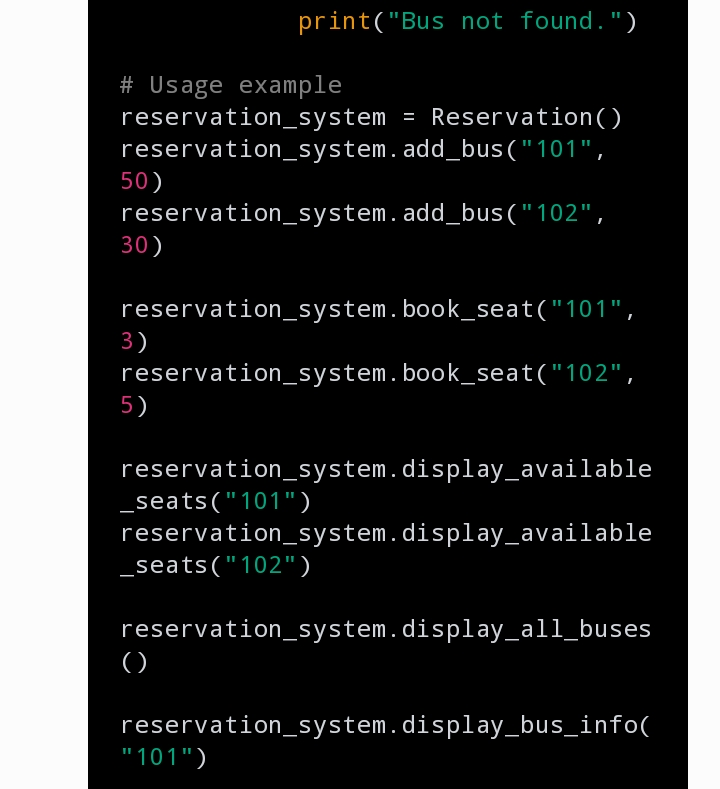 print("Bus not found.")
# Usage example
reservation_system = Reservation()
reservation_system.add_bus("101",
50)
reservation_system.add_bus("102",
30)
reservation_system.book_seat("101",
3)
reservation_system.book_seat("102",
5)
reservation_system.display_available
_seats("101")
reservation_system.display_available
_seats("102")
reservation_system.display_all_buses
()
reservation_system.display_bus_info(
"101")